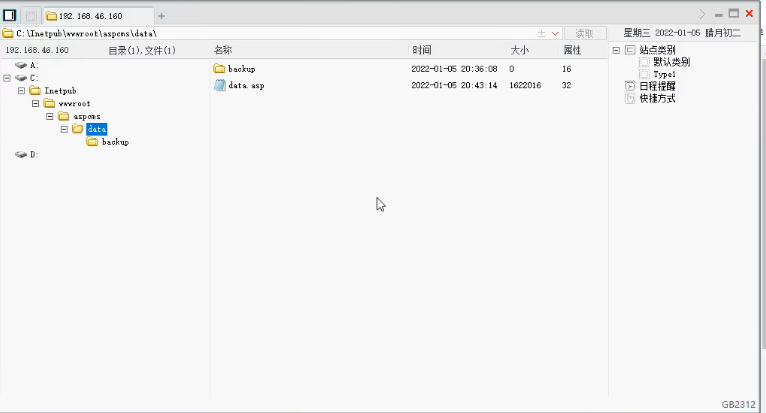 192.168.46.160
C:\Inetpub\wwwroot\aspcms\data\
读取
星期三 2022-01-05 腊月初二
192.168.46.160 目录(1),文件(1) 名称 时间 大小 属性
A:
C:
Inetpub
wwwroot
aspcms
data
backup
D:
backup 2022-01-05 20:36:08 0 16
data.asp 2022-01-05 20:43:14 1622016 32
站点类别
默认类别
Type1
日程提醒
快捷方式
GB2312